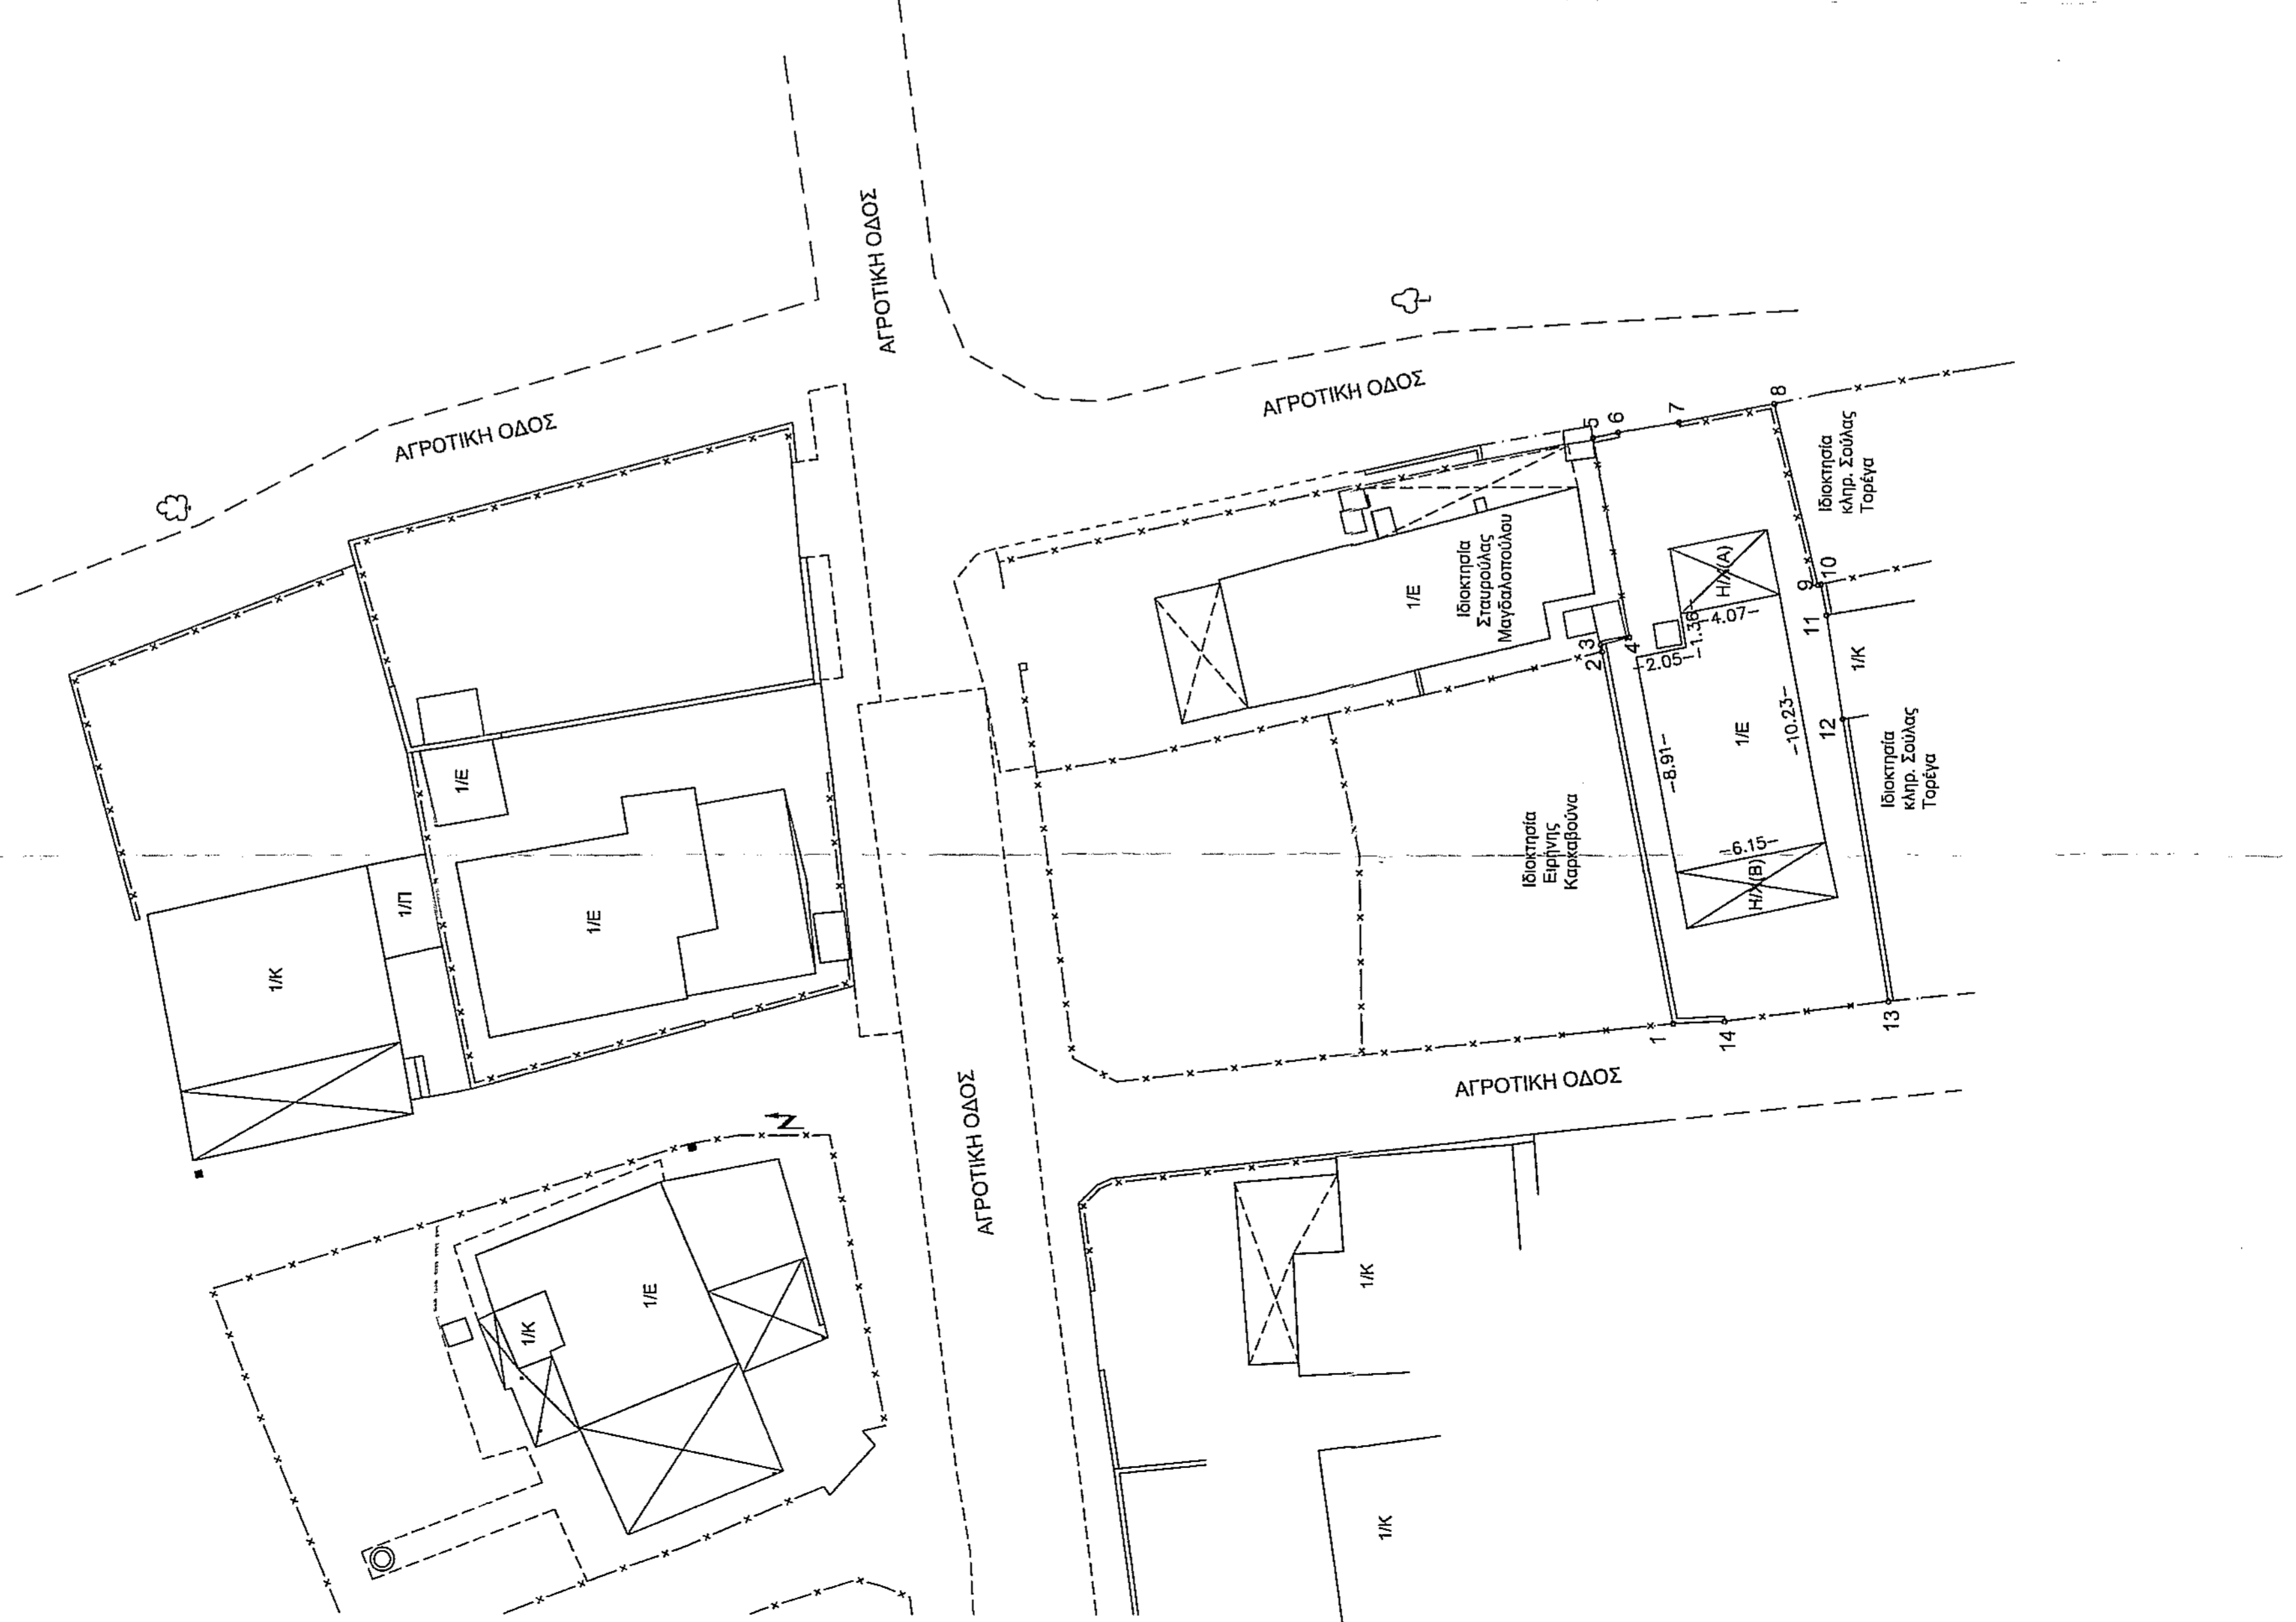 ΑΓΡΟΤΙΚΗ ΟΔΟΣ
ΑΓΡΟΤΙΚΗ ΟΔΟΣ
ΑΓΡΟΤΙΚΗ ΟΔΟΣ
5
6
7
8
Ιδιοκτησία
κληρ. Σούλας
Ταρέγα
1/Ε
Ιδιοκτησία
Σταυρούλας
Μαγδαλοπούλου
Η/Χ(Α)
9
10
11
-4.07-
-1.36-
2
3
4
-2.05-
1/Κ
1/Ε
1/Ε
-8.91-
-10.23-
12
Ιδιοκτησία
κληρ. Σούλας
Ταρέγα
Ιδιοκτησία
Ειρήνης
Καρκαβούνα
-6.15-
Η/Χ(Β)
1/Π
1/Ε
1/Κ
1
14
13
ΑΓΡΟΤΙΚΗ ΟΔΟΣ
ΑΓΡΟΤΙΚΗ ΟΔΟΣ
Ν
1/Ε
1/Κ
1/Κ
1/Κ